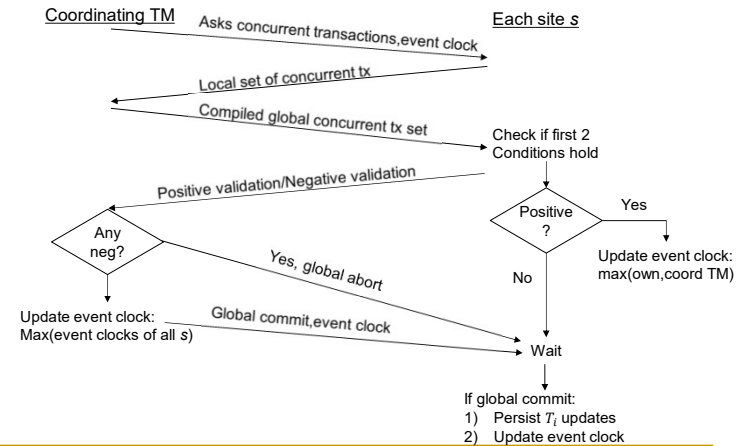 Coordinating TM
Each site s
Asks concurrent transactions,event clock
Local set of concurrent tx
Compiled global concurrent tx set
Check if first 2
Conditions hold
Positive validation/Negative validation
Positive
?
Yes
Any
neg?
Update event clock:
max(own,coord TM)
Yes, global abort
No
Update event clock:
Max(event clocks of all s)
Global commit,event clock
Wait
If global commit:
1) Persist Tᵢ updates
2) Update event clock